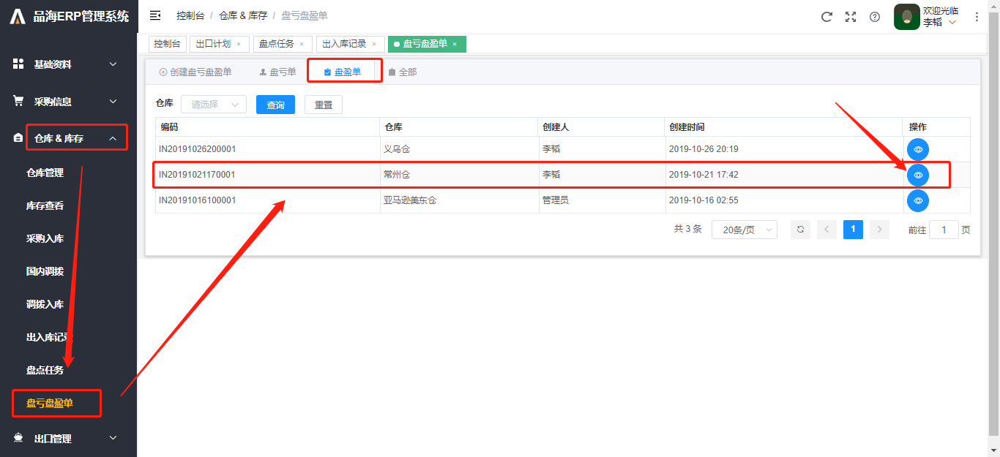 品海ERP管理系统
控制台 / 仓库 & 库存 / 盘亏盘盈单
欢迎光临
李韬
控制台 出口计划 × 盘点任务 × 出入库记录 × 盘亏盘盈单 ×
基础资料
采购信息
仓库 & 库存
仓库管理
库存查看
采购入库
国内调拨
调拨入库
出入库记录
盘点任务
盘亏盘盈单
出口管理
创建盘亏盘盈单 盘亏单 盘盈单 全部
仓库 请选择 查询 重置
编码 仓库 创建人 创建时间 操作
IN20191026200001 义乌仓 李韬 2019-10-26 20:19
IN20191021170001 常州仓 李韬 2019-10-21 17:42
IN20191016100001 亚马逊美东仓 管理员 2019-10-16 02:55
共 3 条 20条/页 1 前往 1 页